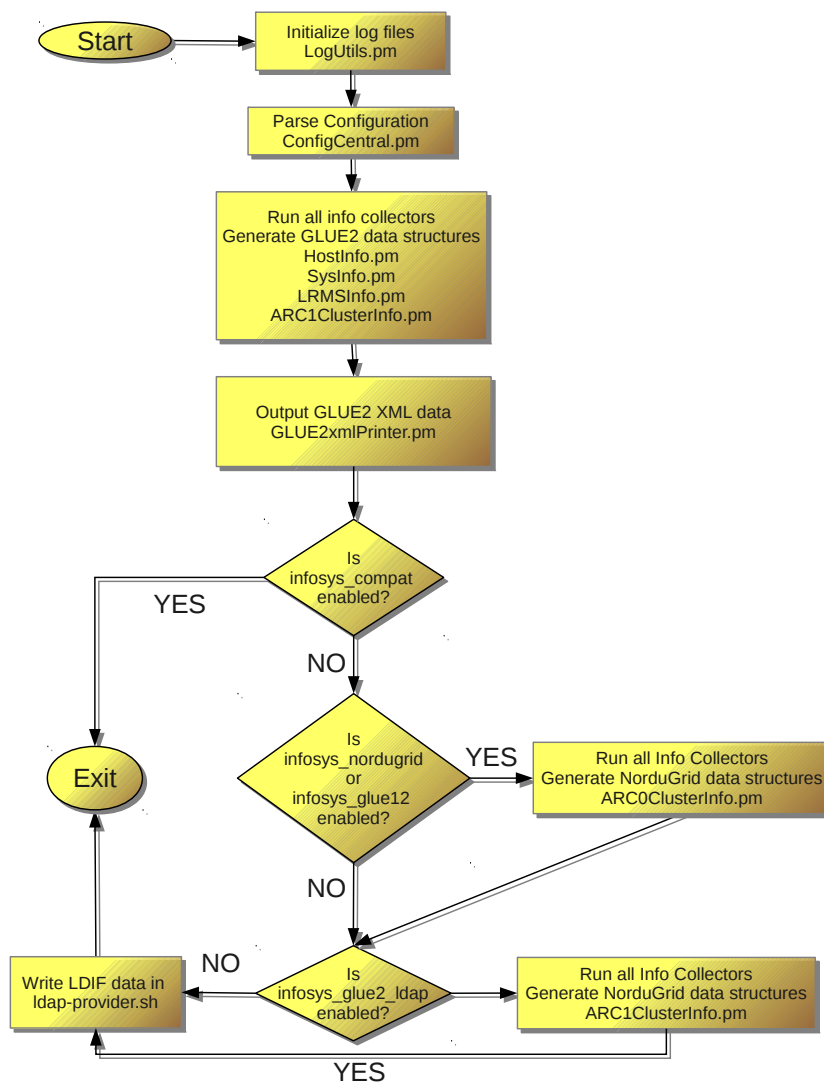 Start
Initialize log files
LogUtils.pm
Parse Configuration
ConfigCentral.pm
Run all info collectors
Generate GLUE2 data structures
HostInfo.pm
SysInfo.pm
LRMSInfo.pm
ARC1ClusterInfo.pm
Output GLUE2 XML data
GLUE2xmlPrinter.pm
Is
infosys_compat
enabled?
YES
NO
Exit
Is
infosys_nordugrid
or
infosys_glue12
enabled?
YES
Run all Info Collectors
Generate NorduGrid data structures
ARC0ClusterInfo.pm
NO
Write LDIF data in
ldap-provider.sh
NO
Is
infosys_glue2_ldap
enabled?
Run all Info Collectors
Generate NorduGrid data structures
ARC1ClusterInfo.pm
YES